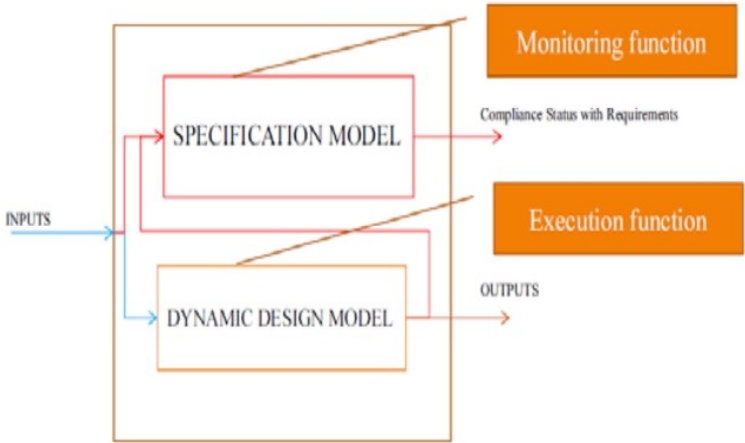 Monitoring function
SPECIFICATION MODEL
Compliance Status with Requirements
INPUTS
Execution function
DYNAMIC DESIGN MODEL
OUTPUTS